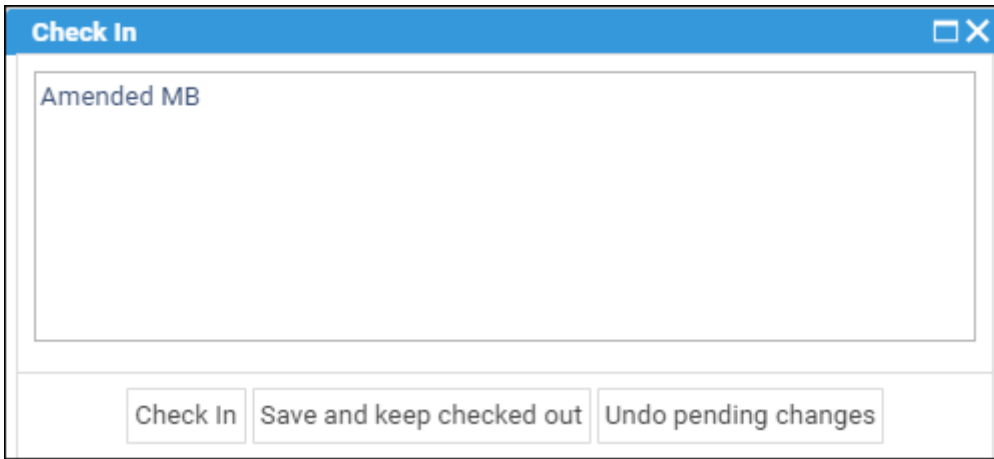 Check In
Amended MB
Check In Save and keep checked out Undo pending changes